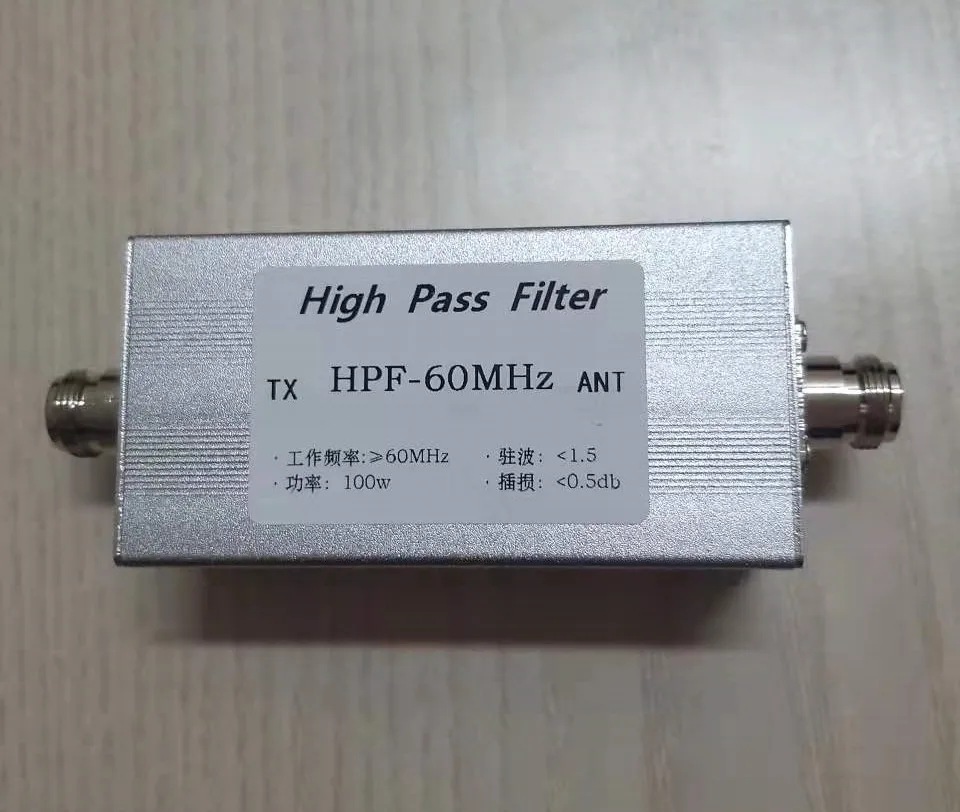 High Pass Filter
TX HPF-60MHz ANT
· 工作频率:≥60MHz · 驻波: <1.5
· 功率: 100w · 插损: <0.5db